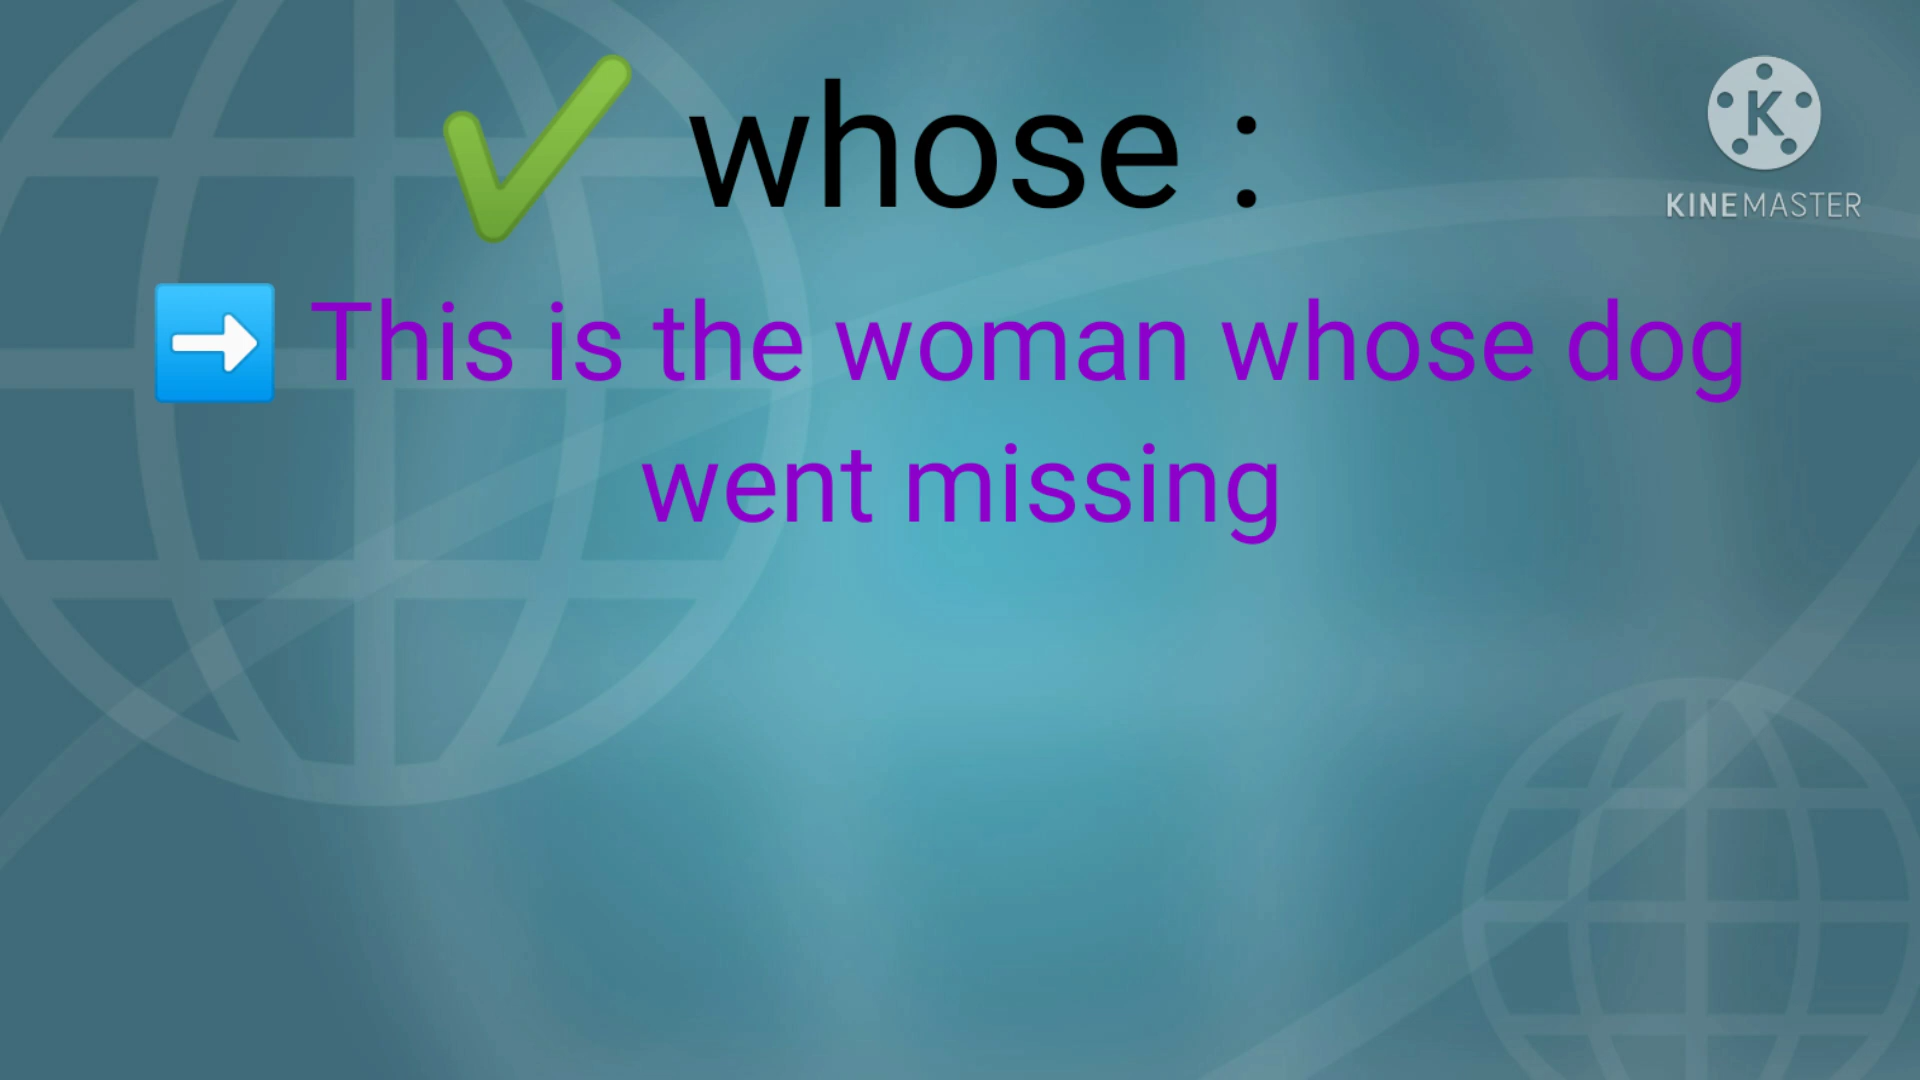 ✔ whose :
➡ This is the woman whose dog
went missing
K
KINEMASTER